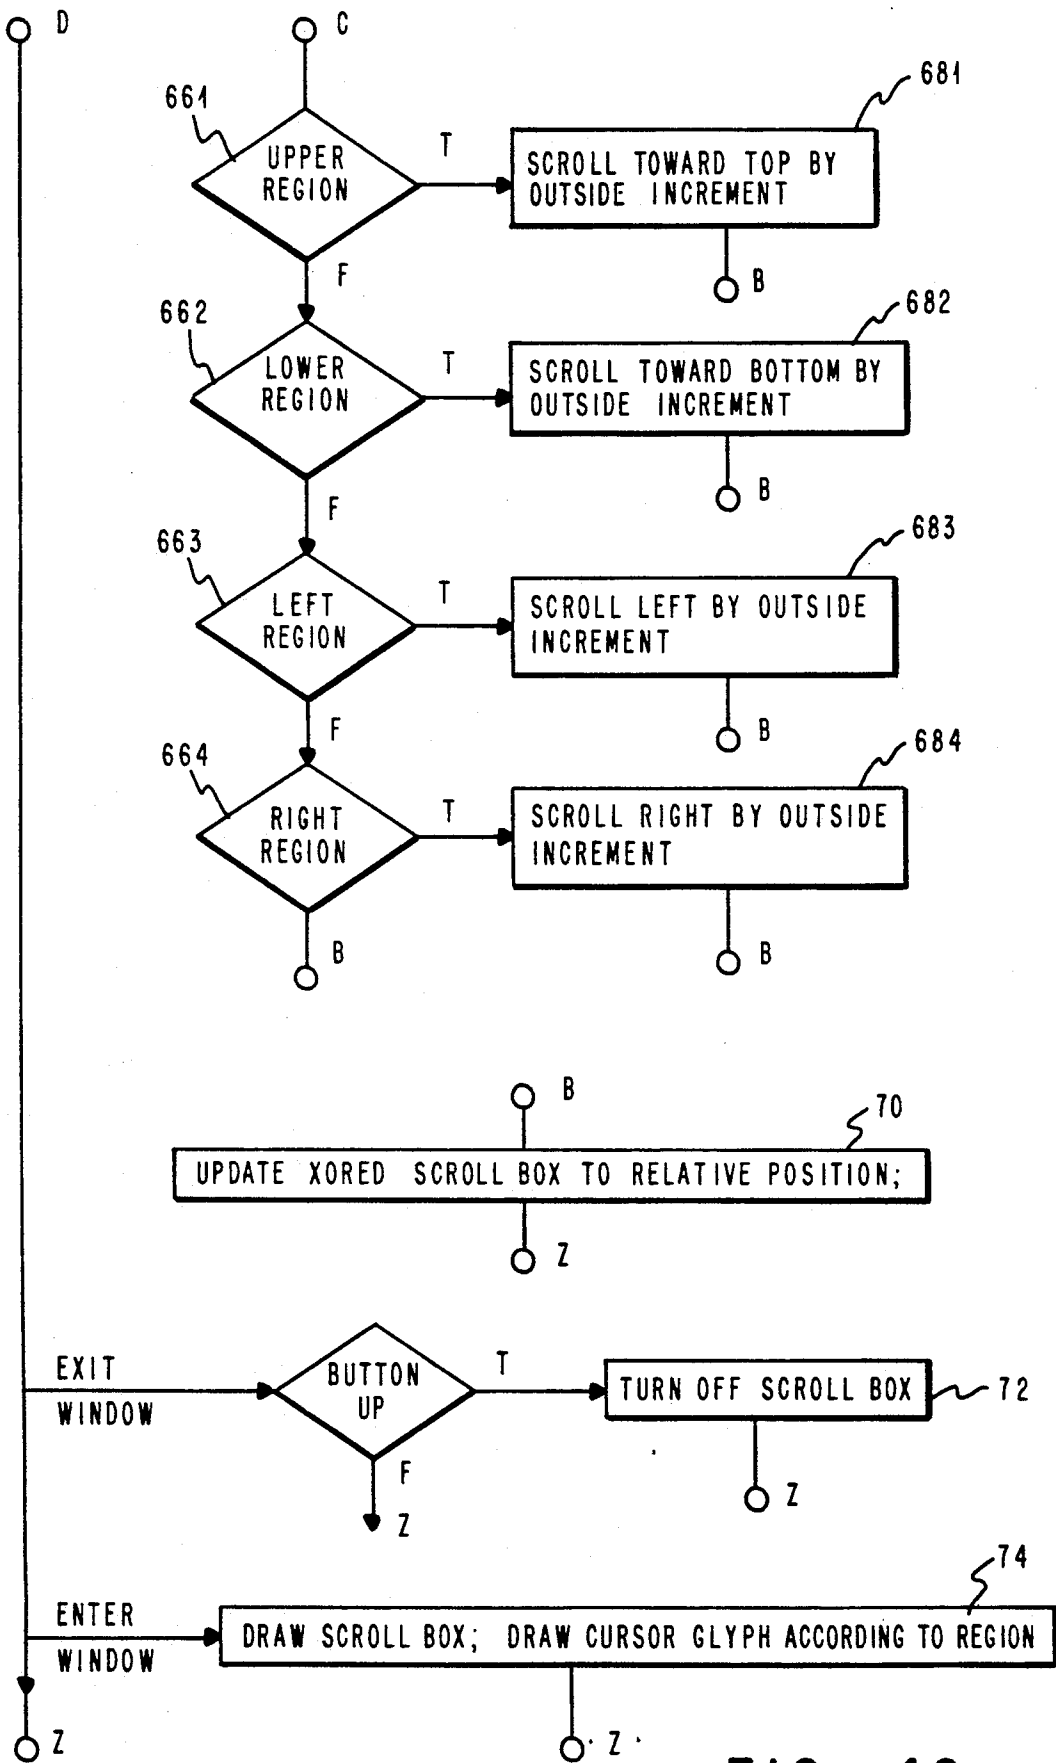 D
C
661
UPPER
REGION
T
681
SCROLL TOWARD TOP BY
OUTSIDE INCREMENT
B
F
662
LOWER
REGION
T
682
SCROLL TOWARD BOTTOM BY
OUTSIDE INCREMENT
B
F
663
LEFT
REGION
T
683
SCROLL LEFT BY OUTSIDE
INCREMENT
B
F
664
RIGHT
REGION
T
684
SCROLL RIGHT BY OUTSIDE
INCREMENT
B
B
B
70
UPDATE XORED SCROLL BOX TO RELATIVE POSITION;
Z
EXIT
WINDOW
BUTTON
UP
T
TURN OFF SCROLL BOX
72
F
Z
Z
ENTER
WINDOW
74
DRAW SCROLL BOX; DRAW CURSOR GLYPH ACCORDING TO REGION
Z
Z